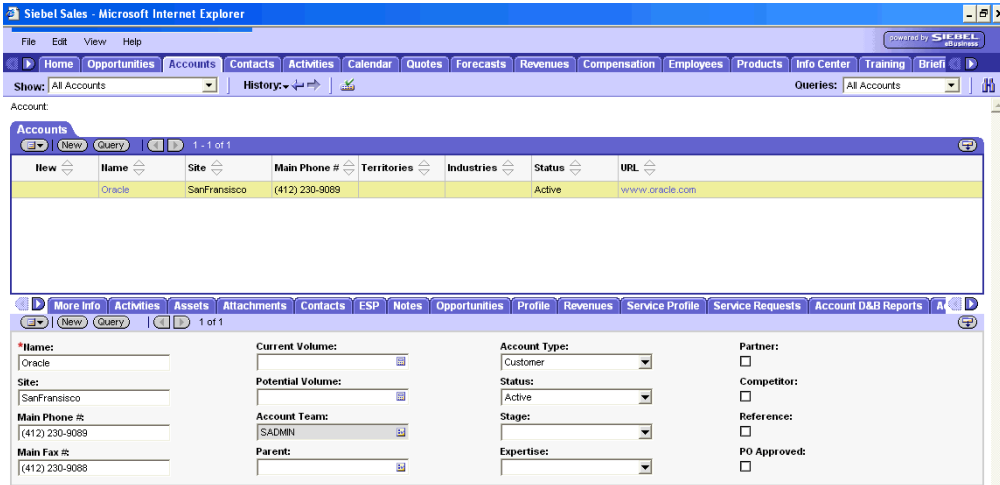 Siebel Sales - Microsoft Internet Explorer
File Edit View Help
powered by SIEBEL eBusiness
Home Opportunities Accounts Contacts Activities Calendar Quotes Forecasts Revenues Compensation Employees Products Info Center Training Briefi
Show: All Accounts History: Queries: All Accounts
Account:
Accounts
New Query 1 - 1 of 1
New Name Site Main Phone # Territories Industries Status URL
Oracle SanFransisco (412) 230-9089 Active www.oracle.com
More Info Activities Assets Attachments Contacts ESP Notes Opportunities Profile Revenues Service Profile Service Requests Account D&B Reports
New Query 1 of 1
*Name: Current Volume: Account Type: Partner:
Oracle Customer
Site: Potential Volume: Status: Competitor:
SanFransisco Active
Main Phone #: Account Team: Stage: Reference:
(412) 230-9089 SADMIN
Main Fax #: Parent: Expertise: PO Approved:
(412) 230-9088